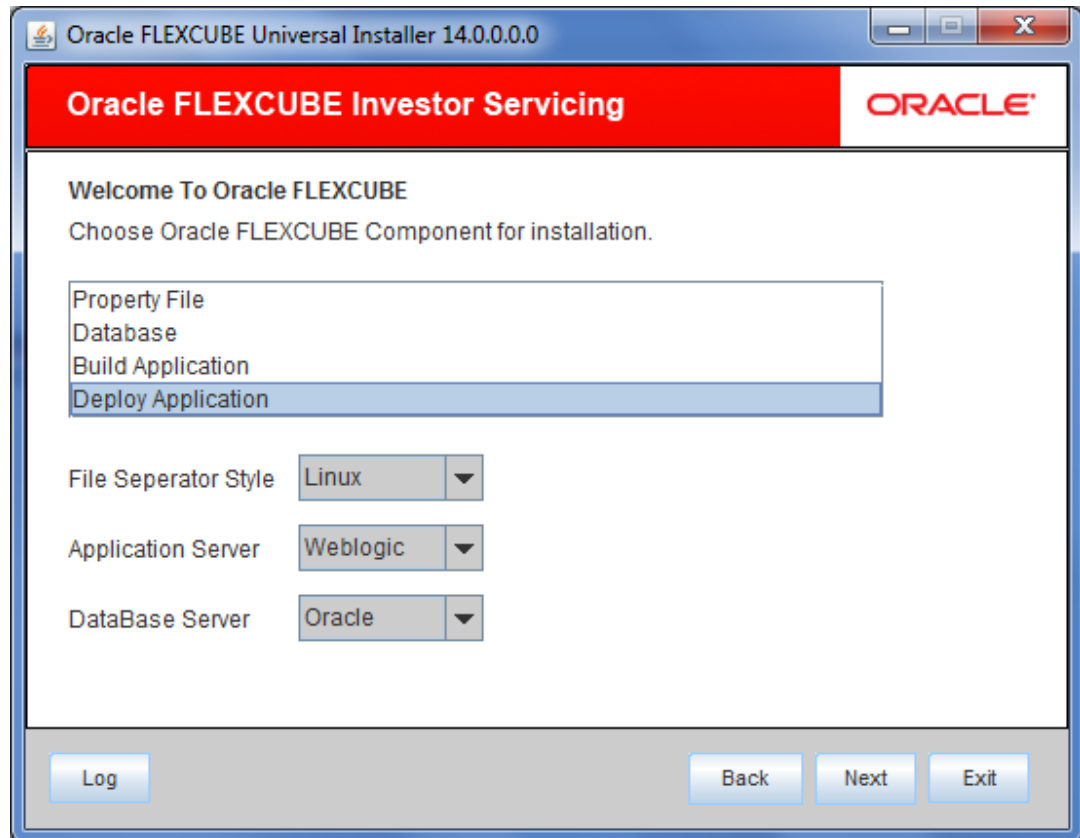 Oracle FLEXCUBE Universal Installer 14.0.0.0.0
Oracle FLEXCUBE Investor Servicing
ORACLE
Welcome To Oracle FLEXCUBE
Choose Oracle FLEXCUBE Component for installation.
Property File
Database
Build Application
Deploy Application
File Seperator Style Linux
Application Server Weblogic
DataBase Server Oracle
Log Back Next Exit